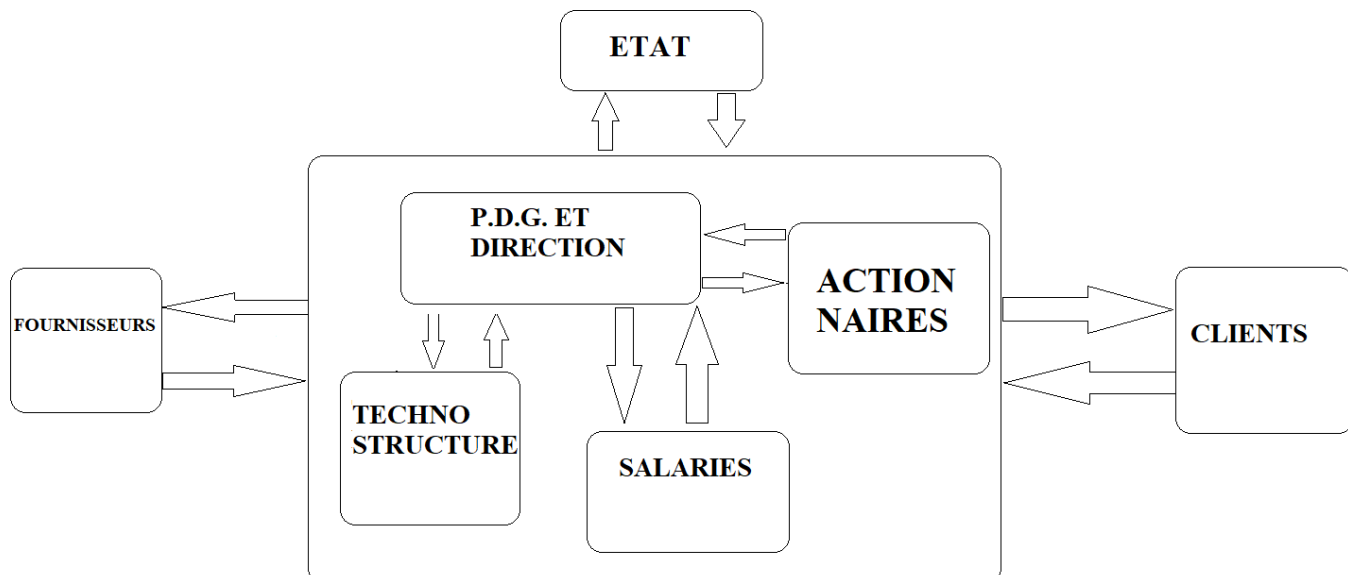 ETAT
P.D.G. ET
DIRECTION
ACTION
NAIRES
FOURNISSEURS
CLIENTS
TECHNO
STRUCTURE
SALARIES